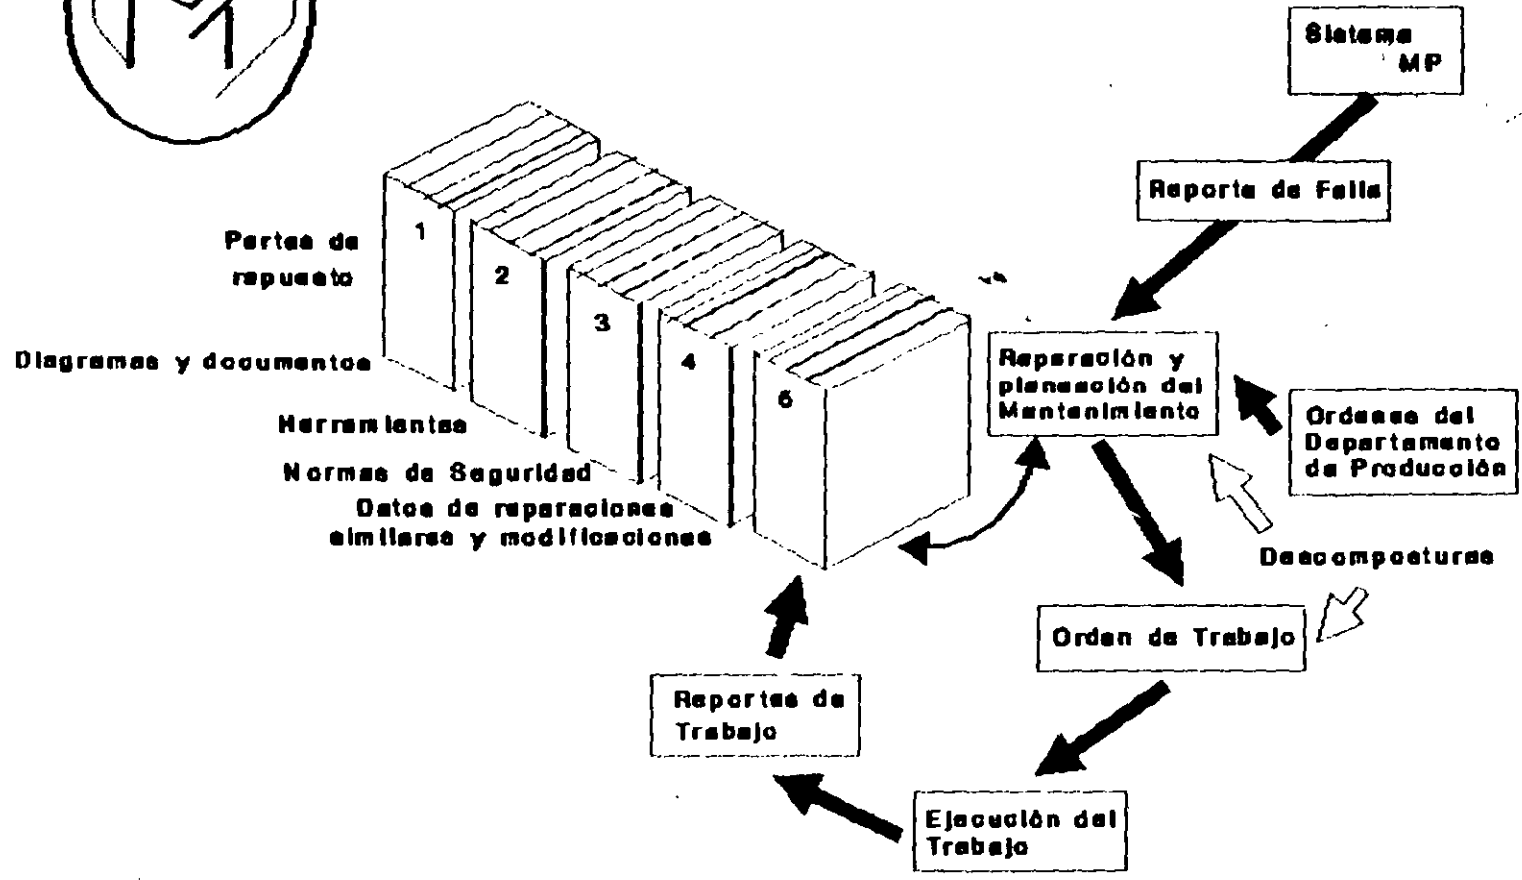 Sistema
MP
Reporte de Falla
1
Partes de
repuesto
2
3
4
5
Diagramas y documentos
Herramientas
Normas de Seguridad
Datos de reparaciones
similares y modificaciones
Reparación y
planeación del
Mantenimiento
Ordenes del
Departamento
de Producción
Descomposturas
Orden de Trabajo
Reportes de
Trabajo
Ejecución del
Trabajo